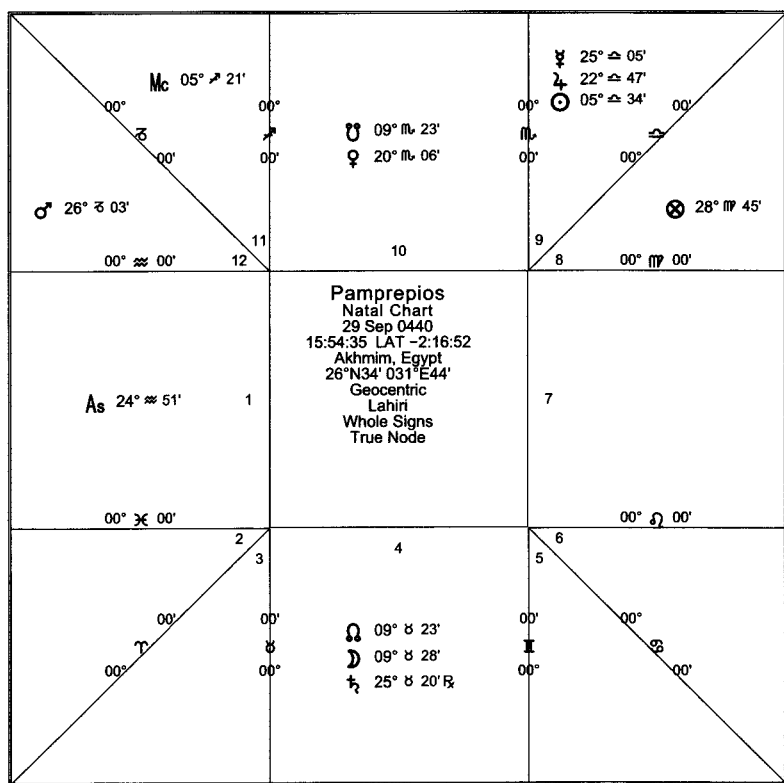 Mc 05° ♐ 21'
☿ 25° ♎ 05'
♃ 22° ♎ 47'
☉ 05° ♎ 34'
00° ♑ 00'
00° ♐ 00'
☋ 09° ♏ 23'
♀ 20° ♏ 06'
00° ♏ 00'
00' ♎ 00°
♂ 26° ♑ 03'
⊗ 28° ♍ 45'
11
10
9
00° ♒ 00' 12
8 00° ♍ 00'
Pamprepios
Natal Chart
29 Sep 0440
15:54:35 LAT −2:16:52
Akhmim, Egypt
26°N34' 031°E44'
Geocentric
Lahiri
Whole Signs
True Node
As 24° ♒ 51'
1
7
00° ♓ 00'
00° ♌ 00'
2
3
4
5
6
00' ♈ 00°
00' ♉ 00°
☊ 09° ♉ 23'
☽ 09° ♉ 28'
♄ 25° ♉ 20' ℞
00' ♊ 00°
00° ♋ 00'